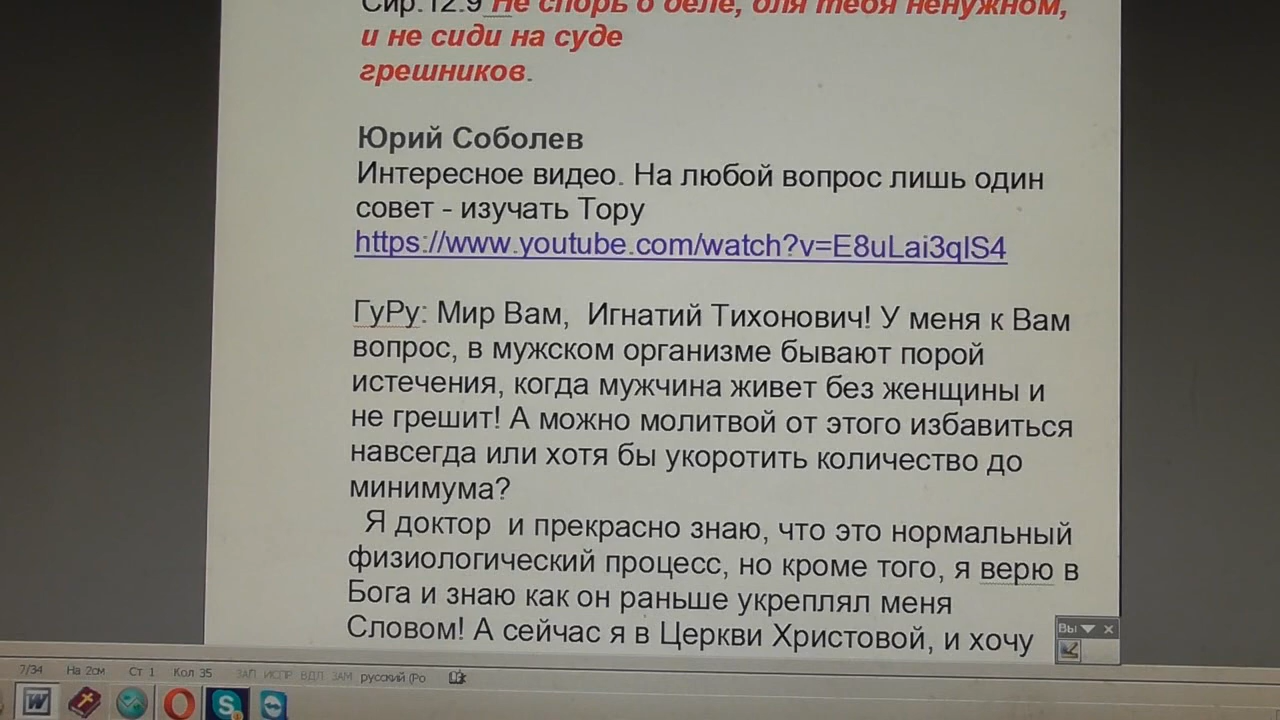 Сир.12.9 Не спорь о деле, для тебя ненужном,
и не сиди на суде
грешников.
Юрий Соболев
Интересное видео. На любой вопрос лишь один
совет - изучать Тору
https://www.youtube.com/watch?v=E8uLai3qIS4
ГуРу: Мир Вам, Игнатий Тихонович! У меня к Вам
вопрос, в мужском организме бывают порой
истечения, когда мужчина живет без женщины и
не грешит! А можно молитвой от этого избавиться
навсегда или хотя бы укоротить количество до
минимума?
Я доктор и прекрасно знаю, что это нормальный
физиологический процесс, но кроме того, я верю в
Бога и знаю как он раньше укреплял меня
Словом! А сейчас я в Церкви Христовой, и хочу
Вы
7/34 На 2см Ст 1 Кол 35 ЗАП ИСПР ВДЛ ЗАМ русский (Ро